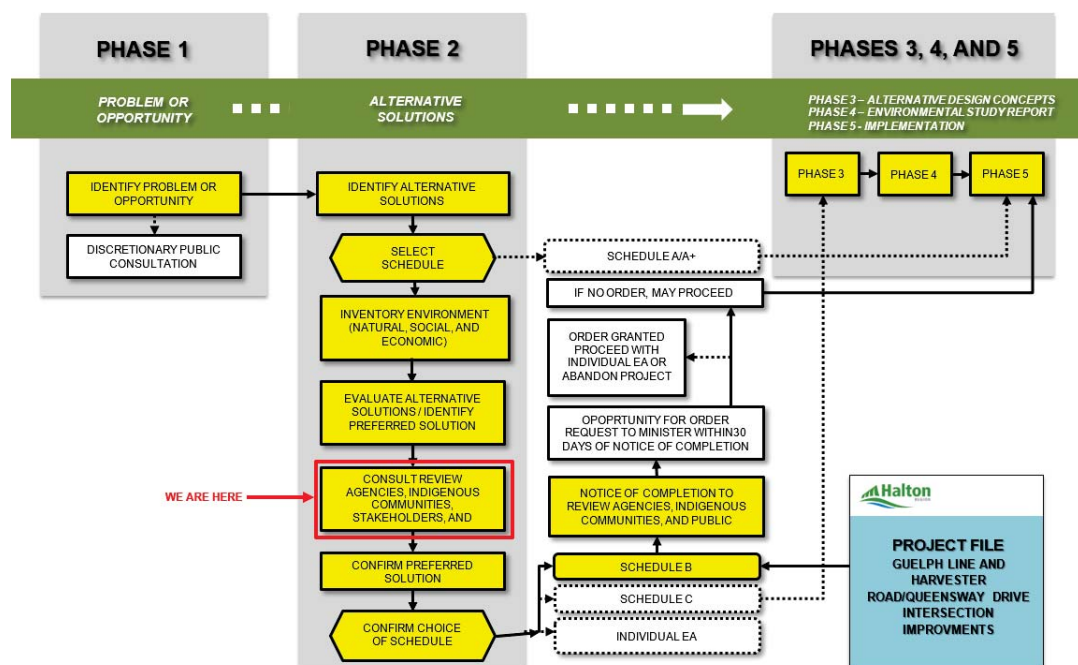 PHASE 1
PHASE 2
PHASES 3, 4, AND 5
PROBLEM OR
OPPORTUNITY
ALTERNATIVE
SOLUTIONS
PHASE 3 – ALTERNATIVE DESIGN CONCEPTS
PHASE 4 – ENVIRONMENTAL STUDY REPORT
PHASE 5 - IMPLEMENTATION
IDENTIFY PROBLEM OR
OPPORTUNITY
DISCRETIONARY PUBLIC
CONSULTATION
IDENTIFY ALTERNATIVE
SOLUTIONS
SELECT
SCHEDULE
INVENTORY ENVIRONMENT
(NATURAL, SOCIAL, AND
ECONOMIC)
EVALUATE ALTERNATIVE
SOLUTIONS / IDENTIFY
PREFERRED SOLUTION
WE ARE HERE
CONSULT REVIEW
AGENCIES, INDIGENOUS
COMMUNITIES,
STAKEHOLDERS, AND
CONFIRM PREFERRED
SOLUTION
CONFIRM CHOICE
OF SCHEDULE
PHASE 3
PHASE 4
PHASE 5
SCHEDULE A/A+
IF NO ORDER, MAY PROCEED
ORDER GRANTED
PROCEED WITH
INDIVIDUAL EA OR
ABANDON PROJECT
OPOPRTUNITY FOR ORDER
REQUEST TO MINISTER WITHIN30
DAYS OF NOTICE OF COMPLETION
NOTICE OF COMPLETION TO
REVIEW AGENCIES, INDIGENOUS
COMMUNITIES, AND PUBLIC
SCHEDULE B
SCHEDULE C
INDIVIDUAL EA
Halton
REGION
PROJECT FILE
GUELPH LINE AND
HARVESTER
ROAD/QUEENSWAY DRIVE
INTERSECTION
IMPROVMENTS